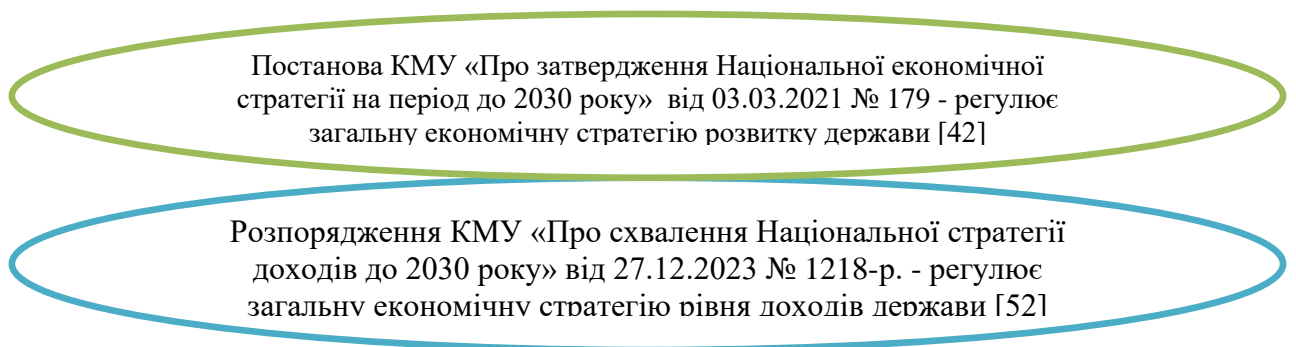 Постанова КМУ «Про затвердження Національної економічної
стратегії на період до 2030 року» від 03.03.2021 № 179 - регулює
загальну економічну стратегію розвитку держави [42]
Розпорядження КМУ «Про схвалення Національної стратегії
доходів до 2030 року» від 27.12.2023 № 1218-р. - регулює
загальну економічну стратегію рівня доходів держави [52]